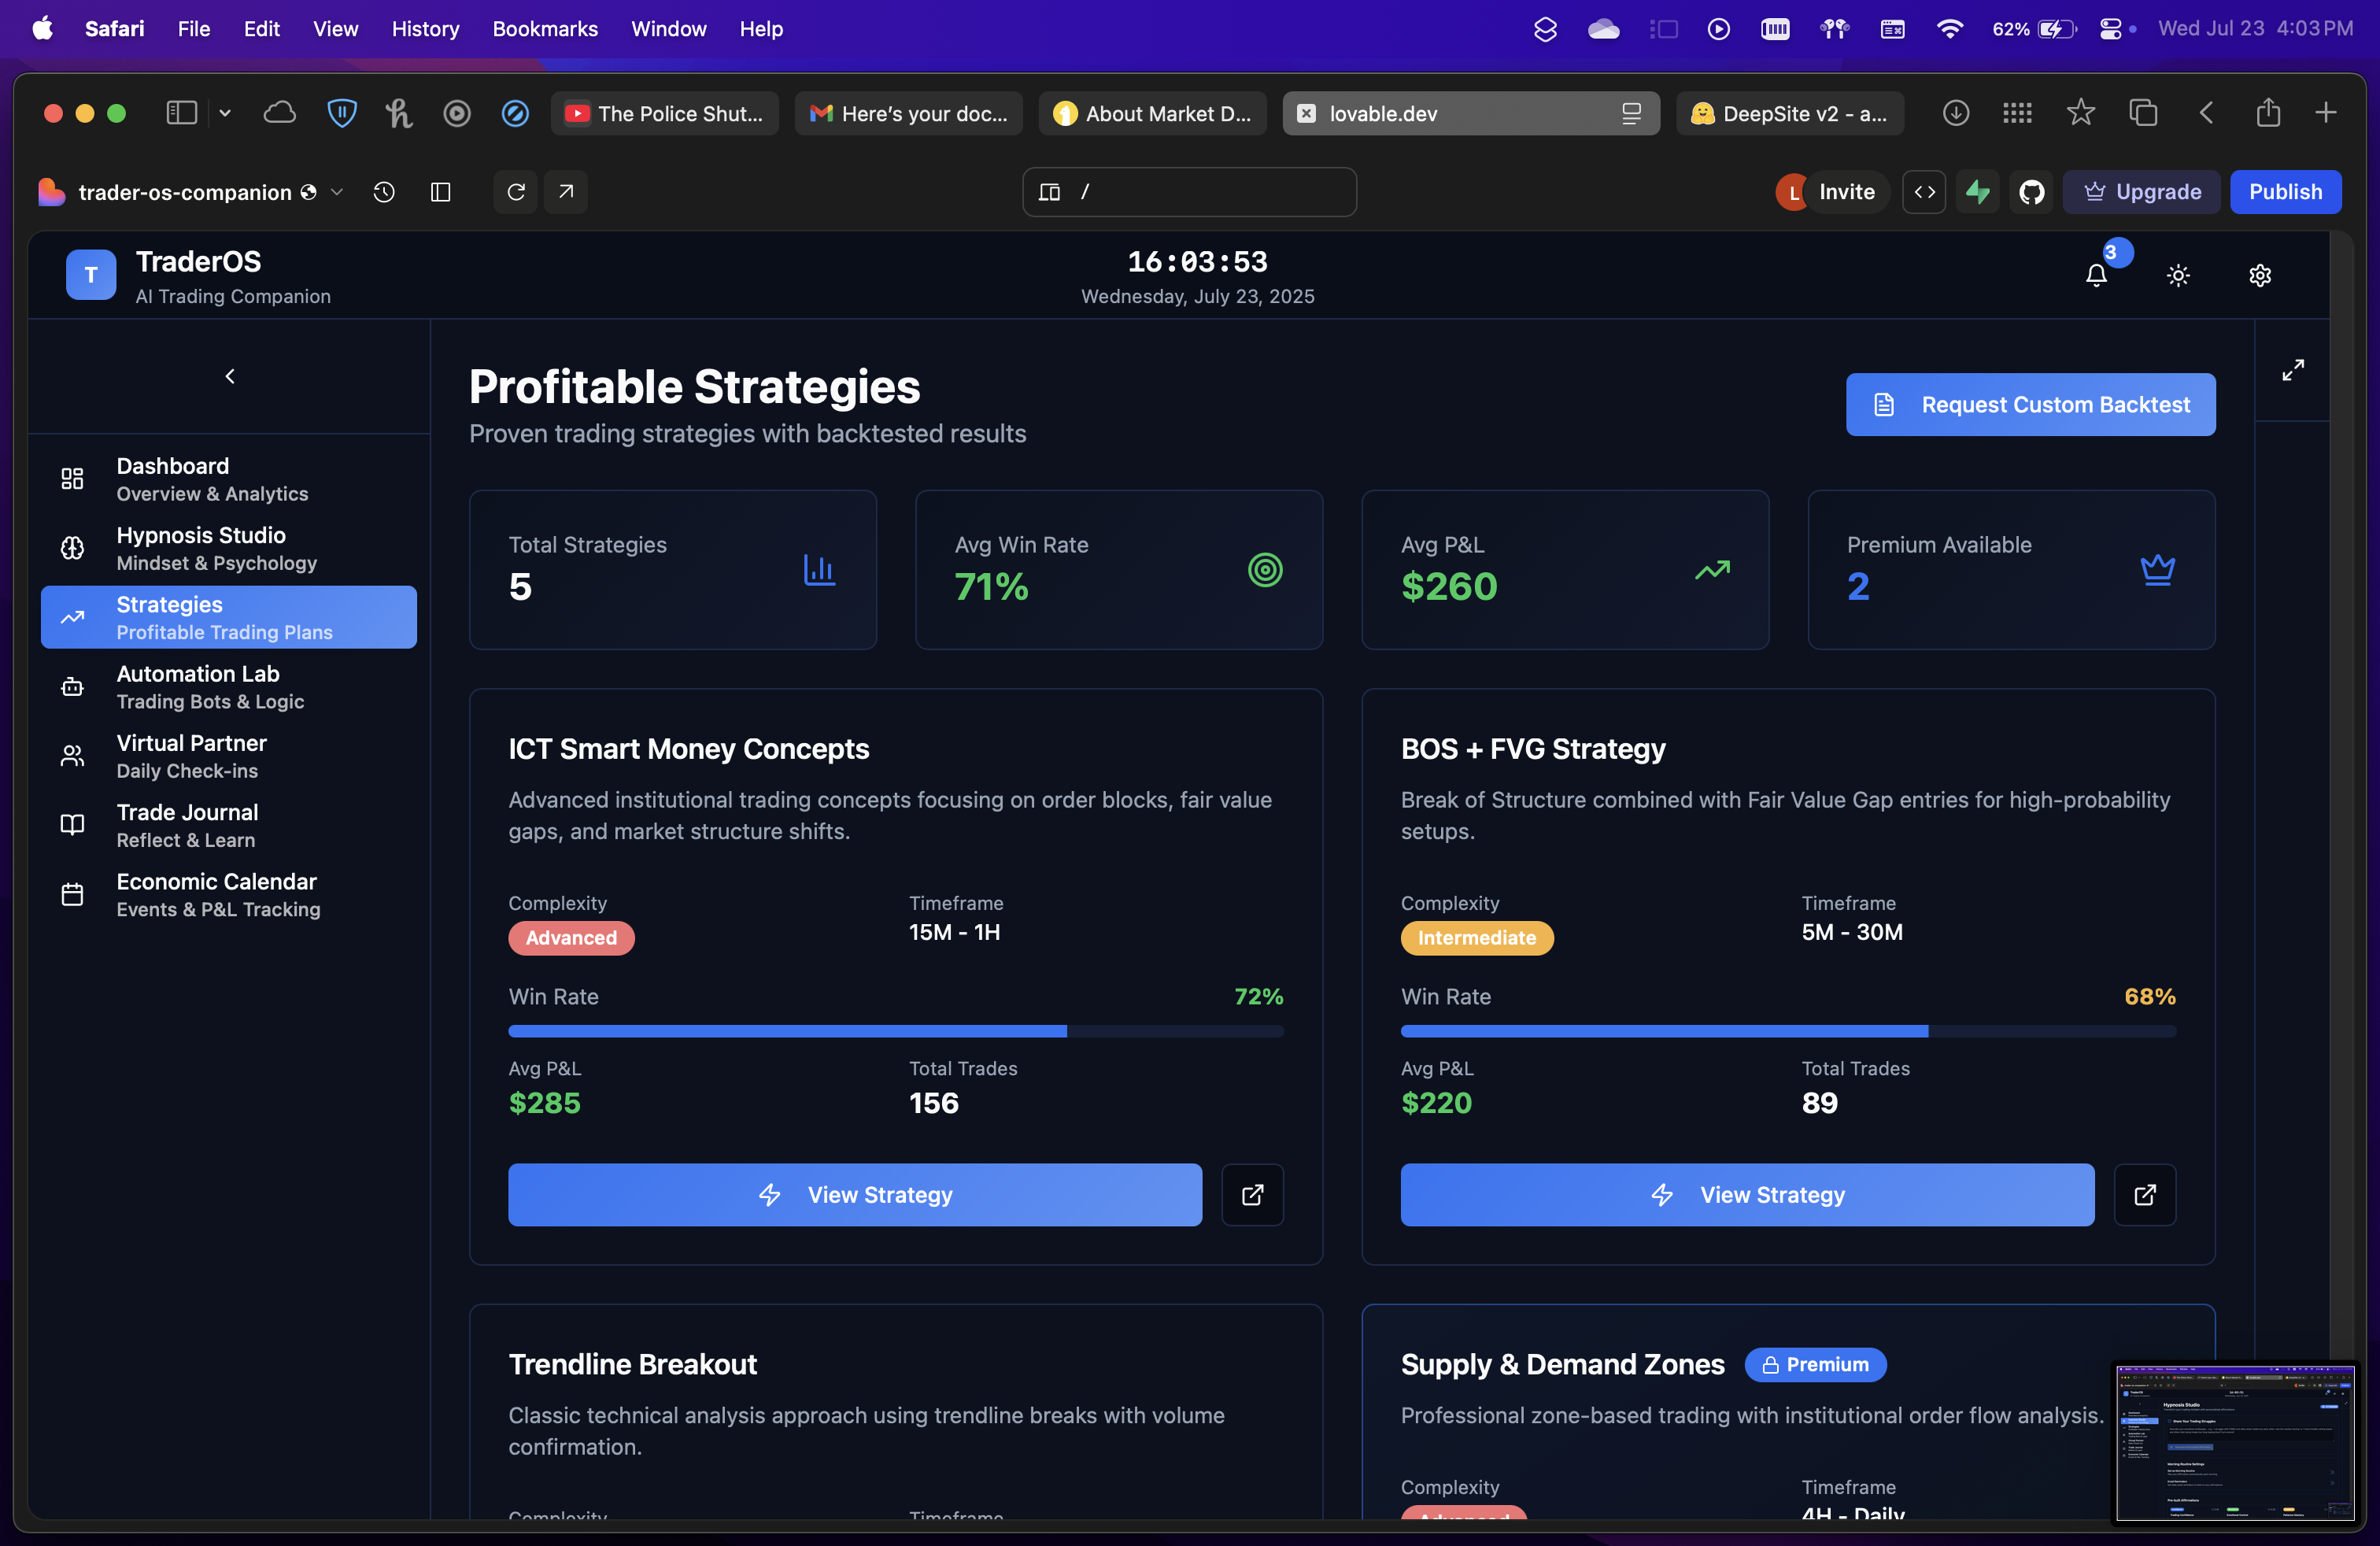 Safari File Edit View History Bookmarks Window Help 62% Wed Jul 23 4:03 PM
The Police Shut... Here's your doc... About Market D... lovable.dev DeepSite v2 - a...
trader-os-companion / L Invite Upgrade Publish
T TraderOS
AI Trading Companion
16:03:53
Wednesday, July 23, 2025
3
Dashboard
Overview & Analytics
Hypnosis Studio
Mindset & Psychology
Strategies
Profitable Trading Plans
Automation Lab
Trading Bots & Logic
Virtual Partner
Daily Check-ins
Trade Journal
Reflect & Learn
Economic Calendar
Events & P&L Tracking
Profitable Strategies
Proven trading strategies with backtested results
Request Custom Backtest
Total Strategies
5
Avg Win Rate
71%
Avg P&L
$260
Premium Available
2
ICT Smart Money Concepts
Advanced institutional trading concepts focusing on order blocks, fair value
gaps, and market structure shifts.
Complexity Timeframe
Advanced 15M - 1H
Win Rate 72%
Avg P&L Total Trades
$285 156
View Strategy
BOS + FVG Strategy
Break of Structure combined with Fair Value Gap entries for high-probability
setups.
Complexity Timeframe
Intermediate 5M - 30M
Win Rate 68%
Avg P&L Total Trades
$220 89
View Strategy
Trendline Breakout
Classic technical analysis approach using trendline breaks with volume
confirmation.
Complexity Timeframe
Supply & Demand Zones Premium
Professional zone-based trading with institutional order flow analysis.
Complexity Timeframe
Advanced 4H - Daily
Hypnosis Studio